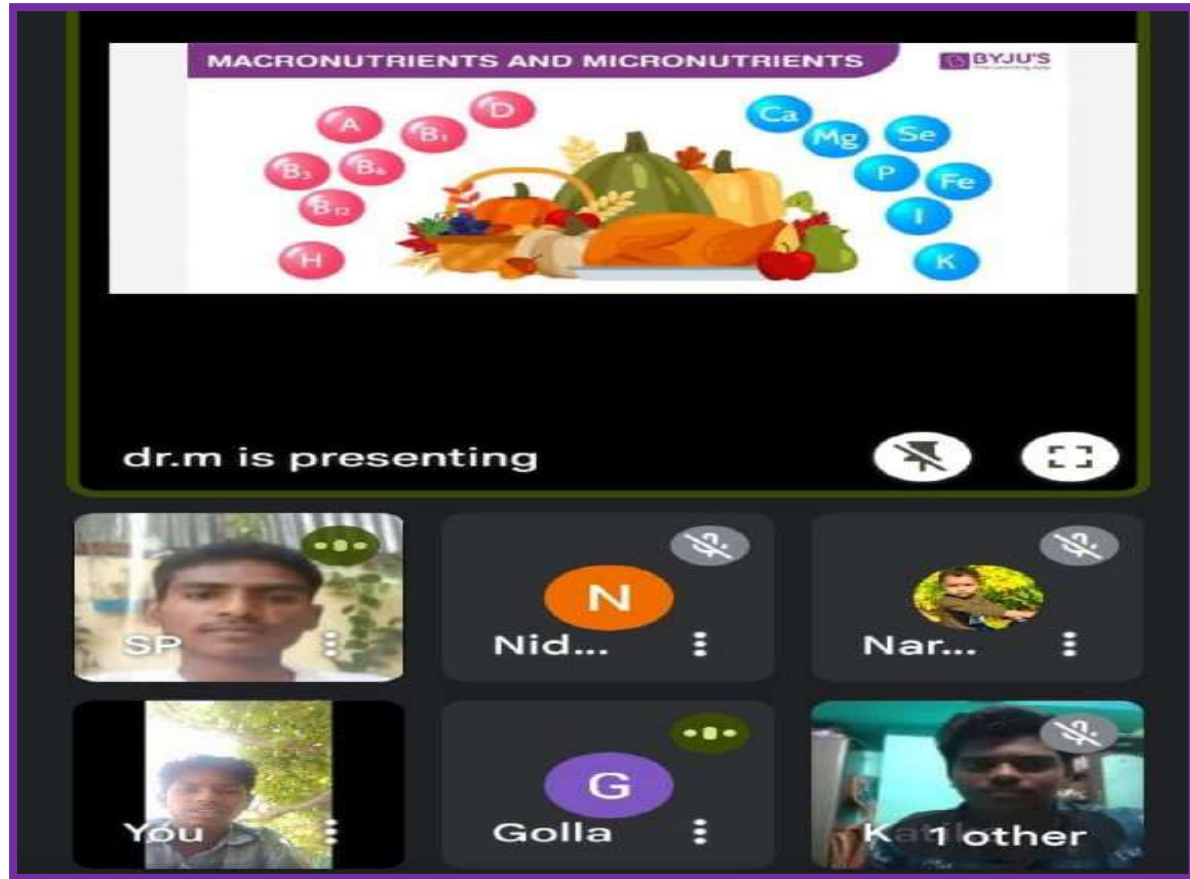 MACRONUTRIENTS AND MICRONUTRIENTS
BYJU'S
A
B₁
D
B₃
B₆
B₁₂
H
Ca
Mg
Se
P
Fe
I
K
dr.m is presenting
SP
N
Nid...
Nar...
You
G
Golla
1 other